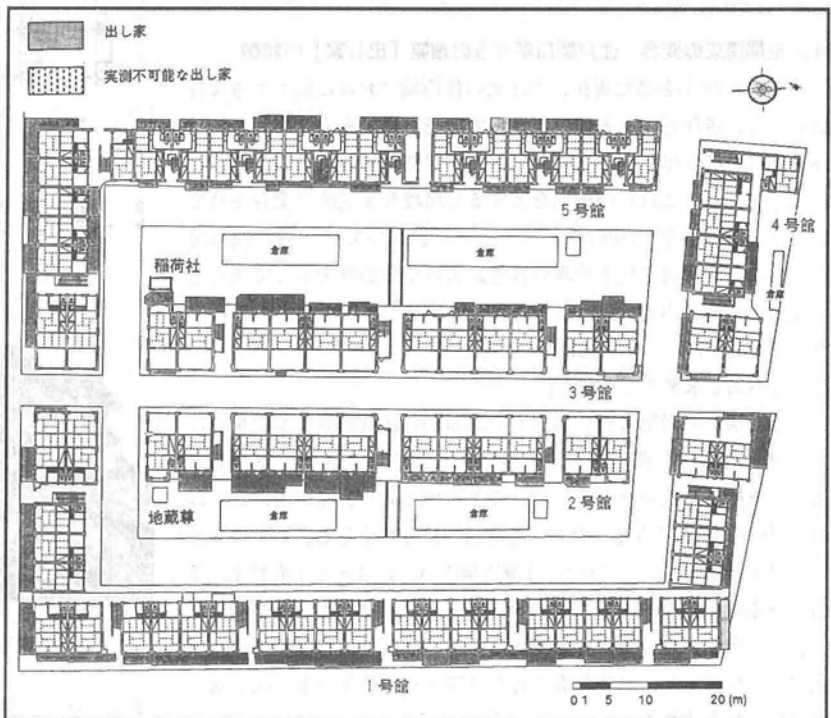 出し家
実測不可能な出し家
5号館
4号館
倉庫
倉庫
倉庫
稲荷社
3号館
2号館
地蔵尊
倉庫
倉庫
1号館
0 1 5 10 20 (m)